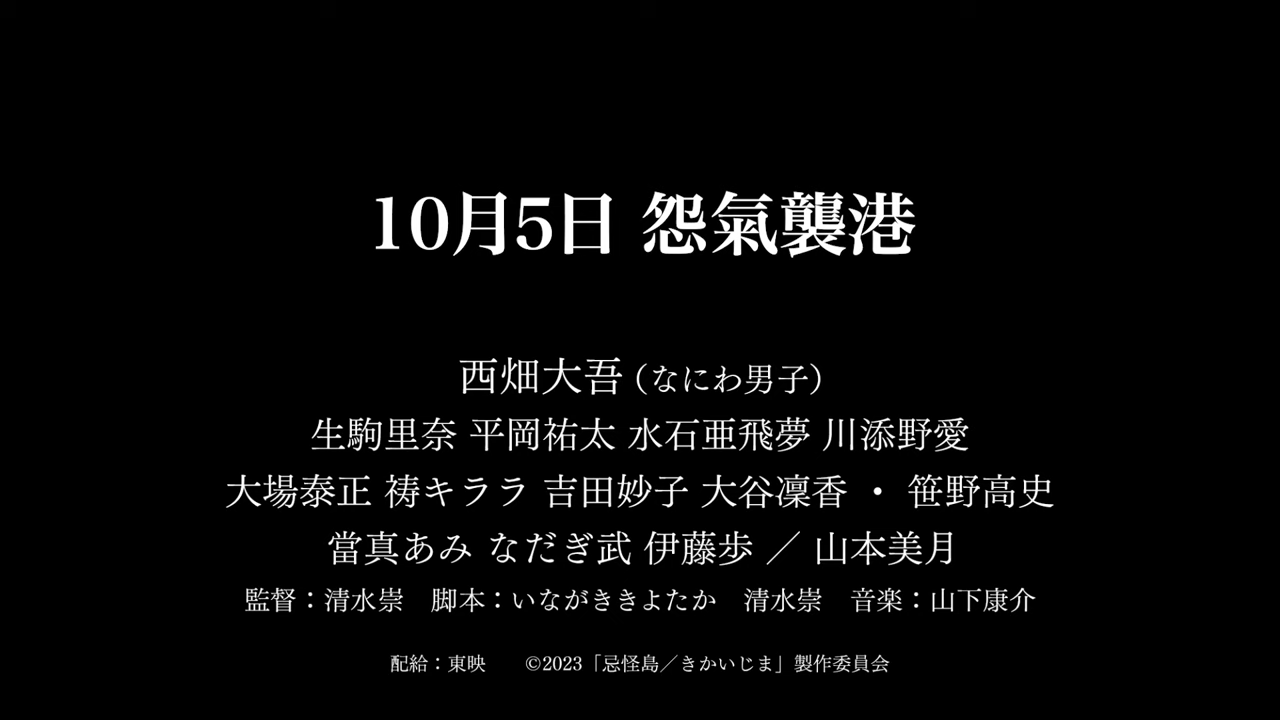 10月5日 怨氣襲港
西畑大吾（なにわ男子）
生駒里奈 平岡祐太 水石亜飛夢 川添野愛
大場泰正 祷キララ 吉田妙子 大谷凜香 ・ 笹野高史
當真あみ なだぎ武 伊藤歩 ／ 山本美月
監督：清水崇　脚本：いながききよたか　清水崇　音楽：山下康介
配給：東映　　©2023「忌怪島／きかいじま」製作委員会